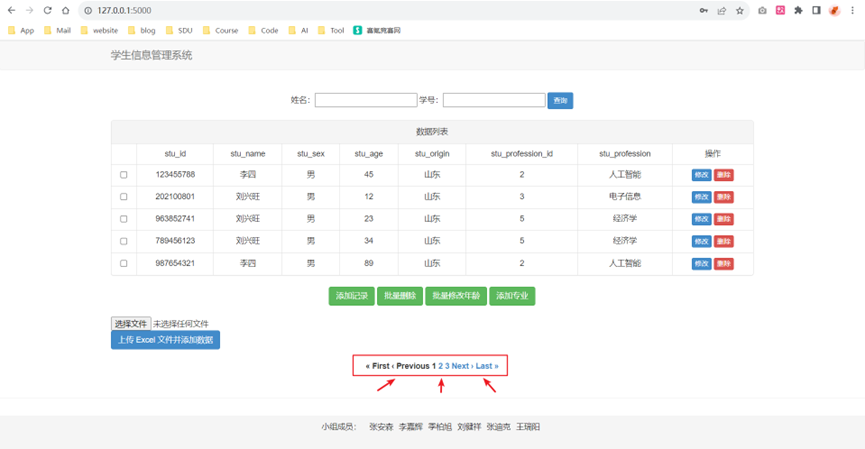 127.0.0.1:5000
App Mail website blog SDU Course Code AI Tool
学生信息管理系统
姓名： 学号： 查询
数据列表
stu_id stu_name stu_sex stu_age stu_origin stu_profession_id stu_profession 操作
123455788 李四 男 45 山东 2 人工智能 修改 删除
202100801 刘兴旺 男 12 山东 3 电子信息 修改 删除
963852741 刘兴旺 男 23 山东 5 经济学 修改 删除
789456123 刘兴旺 男 34 山东 5 经济学 修改 删除
987654321 李四 男 89 山东 2 人工智能 修改 删除
添加记录 批量删除 批量修改年龄 添加专业
选择文件 未选择任何文件
上传 Excel 文件并添加数据
« First ‹ Previous 1 2 3 Next › Last »
小组成员： 张安森 李嘉辉 季柏旭 刘健祥 张迪克 王瑞阳